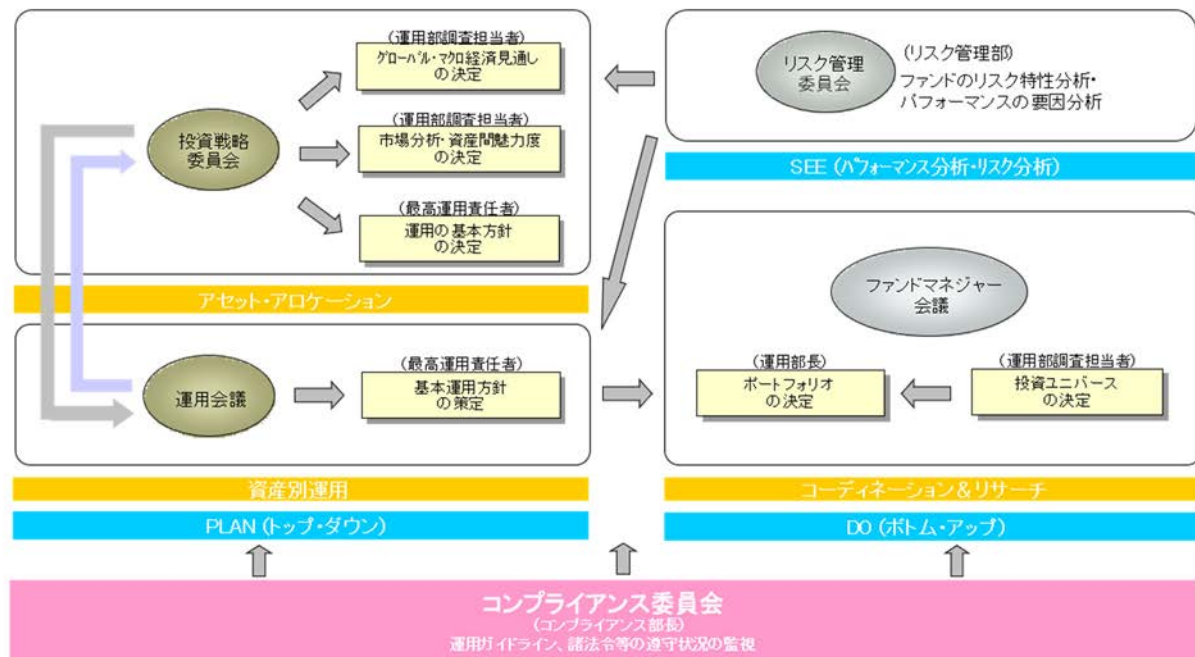 (運用部調査担当者)
グローバル・マクロ経済見通し
の決定
(運用部調査担当者)
市場分析・資産間魅力度
の決定
(最高運用責任者)
運用の基本方針
の決定
投資戦略
委員会
アセット・アロケーション
運用会議
(最高運用責任者)
基本運用方針
の策定
資産別運用
PLAN (トップ・ダウン)
リスク管理
委員会
(リスク管理部)
ファンドのリスク特性分析・
パフォーマンスの要因分析
SEE (パフォーマンス分析・リスク分析)
ファンドマネジャー
会議
(運用部長)
ポートフォリオ
の決定
(運用部調査担当者)
投資ユニバース
の決定
コーディネーション&リサーチ
DO (ボトム・アップ)
コンプライアンス委員会
(コンプライアンス部長)
運用ガイドライン、諸法令等の遵守状況の監視